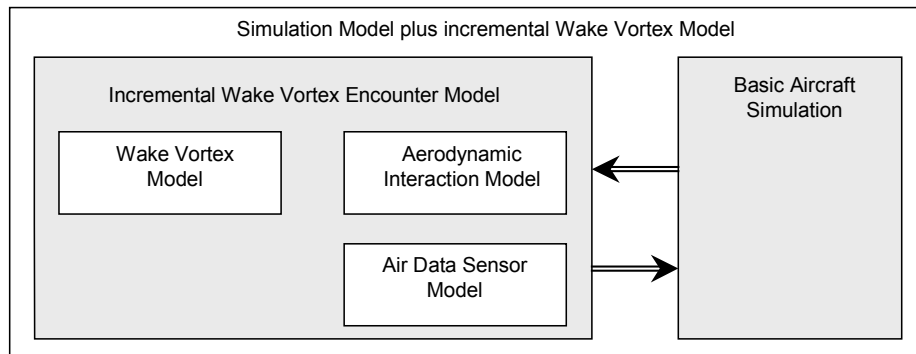 Simulation Model plus incremental Wake Vortex Model
Incremental Wake Vortex Encounter Model
Wake Vortex
Model
Aerodynamic
Interaction Model
Air Data Sensor
Model
Basic Aircraft
Simulation